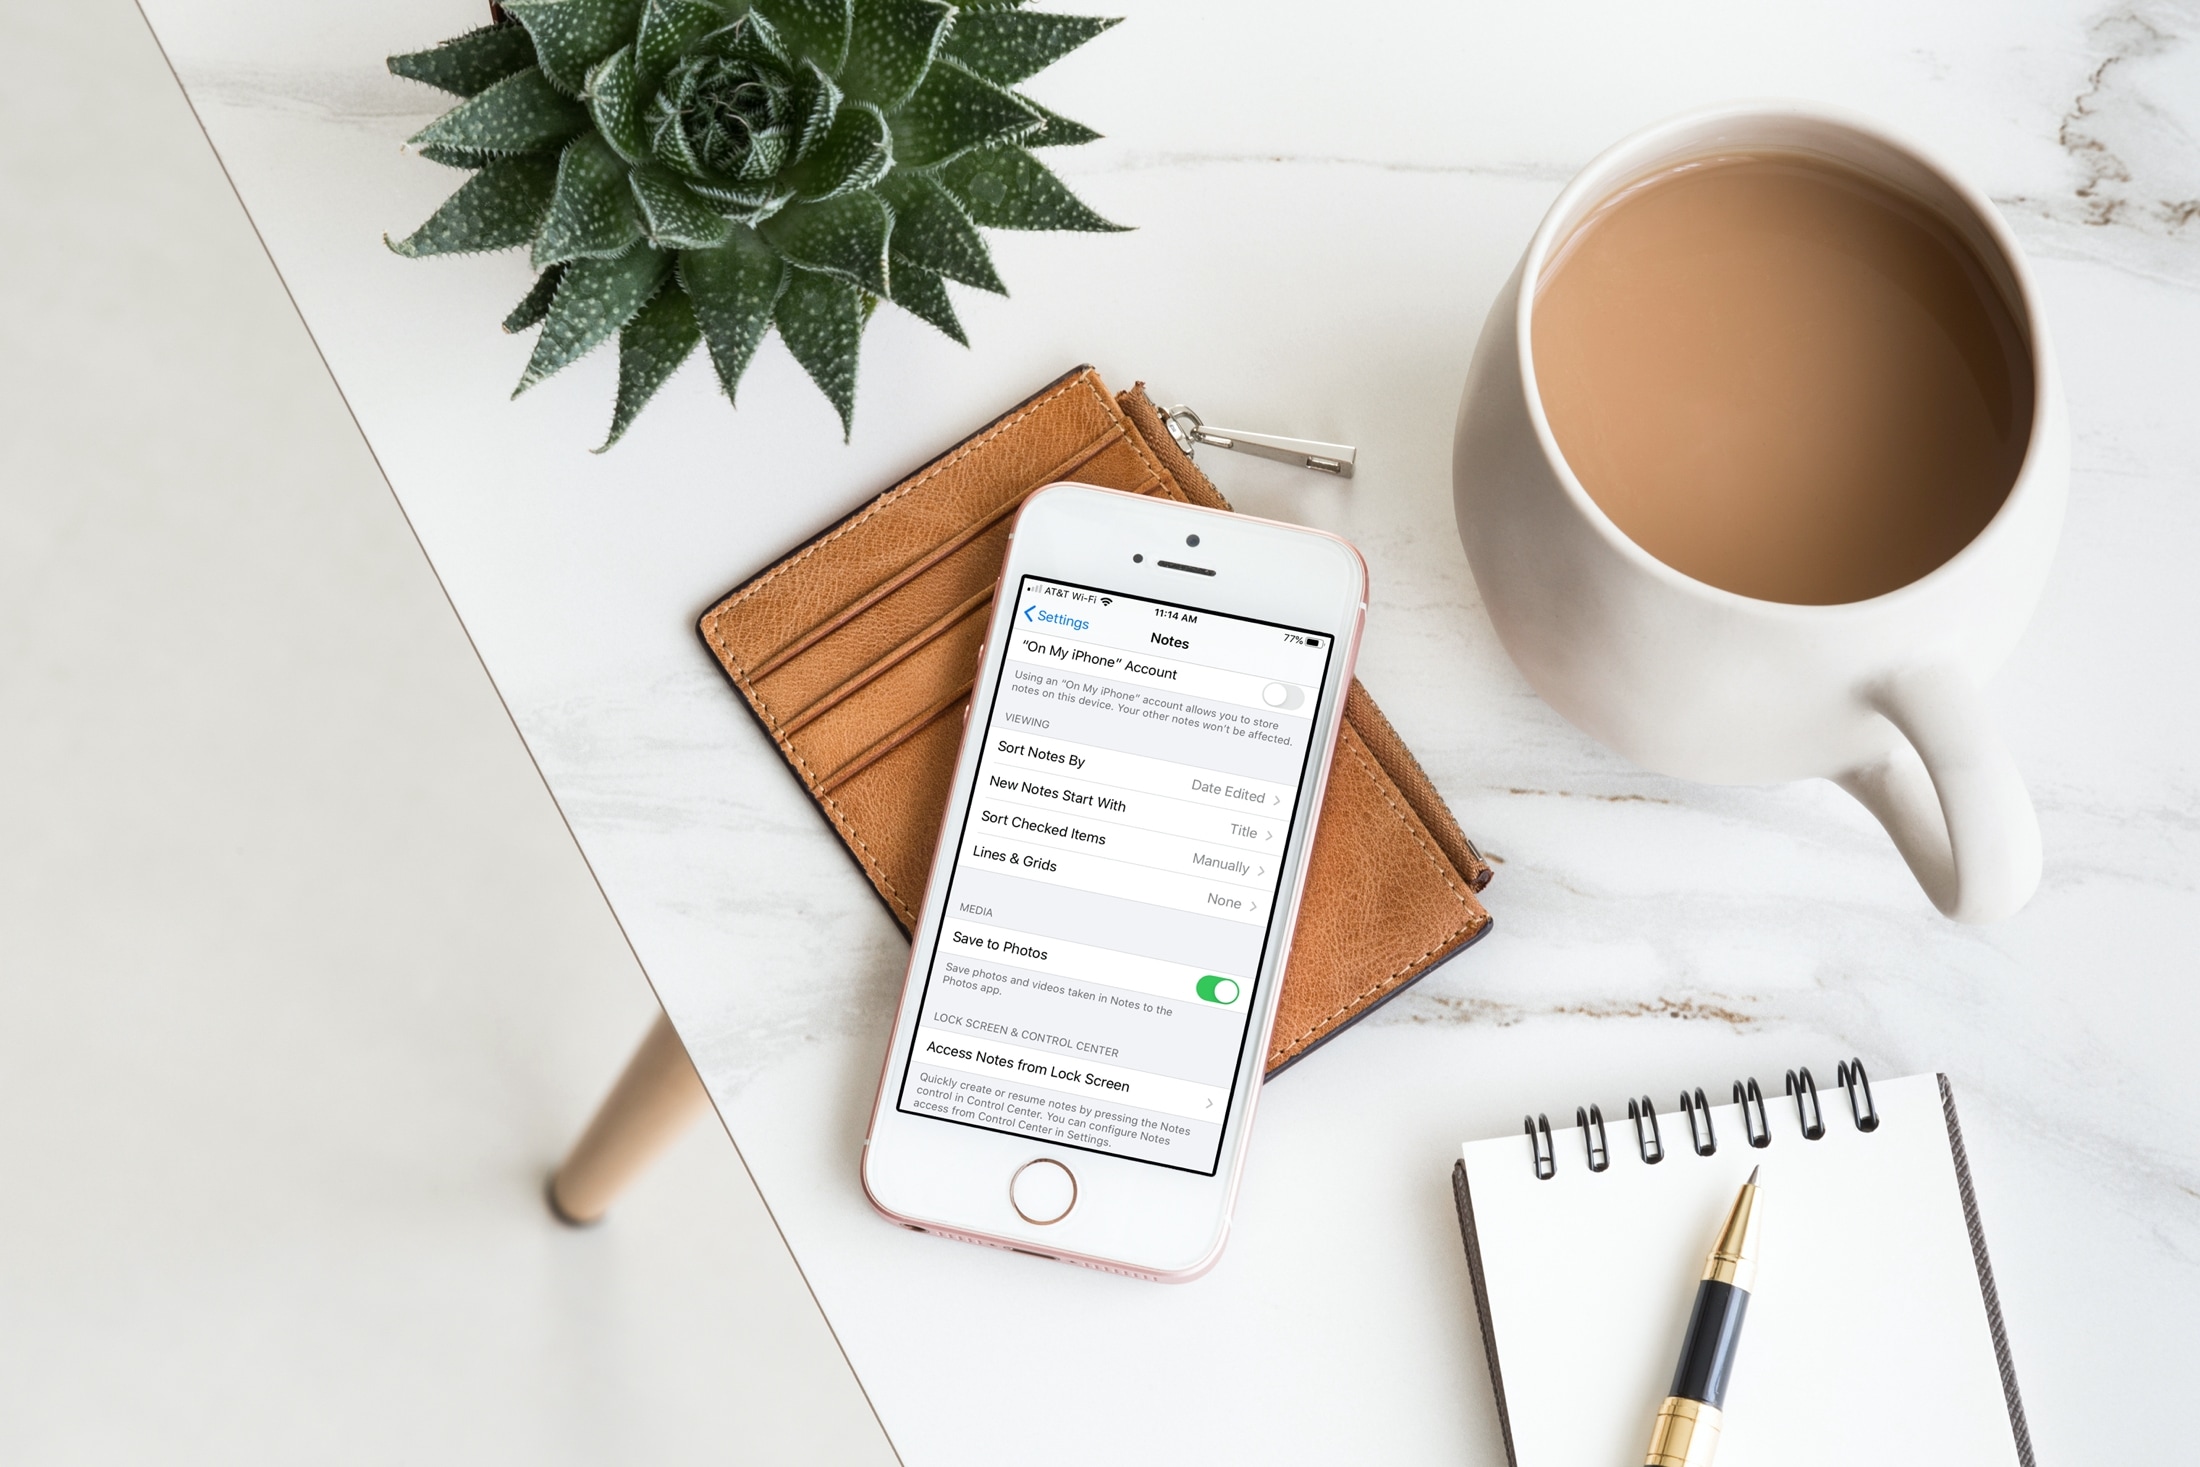 AT&T Wi-Fi 11:14 AM 77%
Settings Notes
“On My iPhone” Account
Using an “On My iPhone” account allows you to store
notes on this device. Your other notes won’t be affected.
VIEWING
Sort Notes By Date Edited
New Notes Start With Title
Sort Checked Items Manually
Lines & Grids None
MEDIA
Save to Photos
Save photos and videos taken in Notes to the
Photos app.
LOCK SCREEN & CONTROL CENTER
Access Notes from Lock Screen
Quickly create or resume notes by pressing the Notes
control in Control Center. You can configure Notes
access from Control Center in Settings.